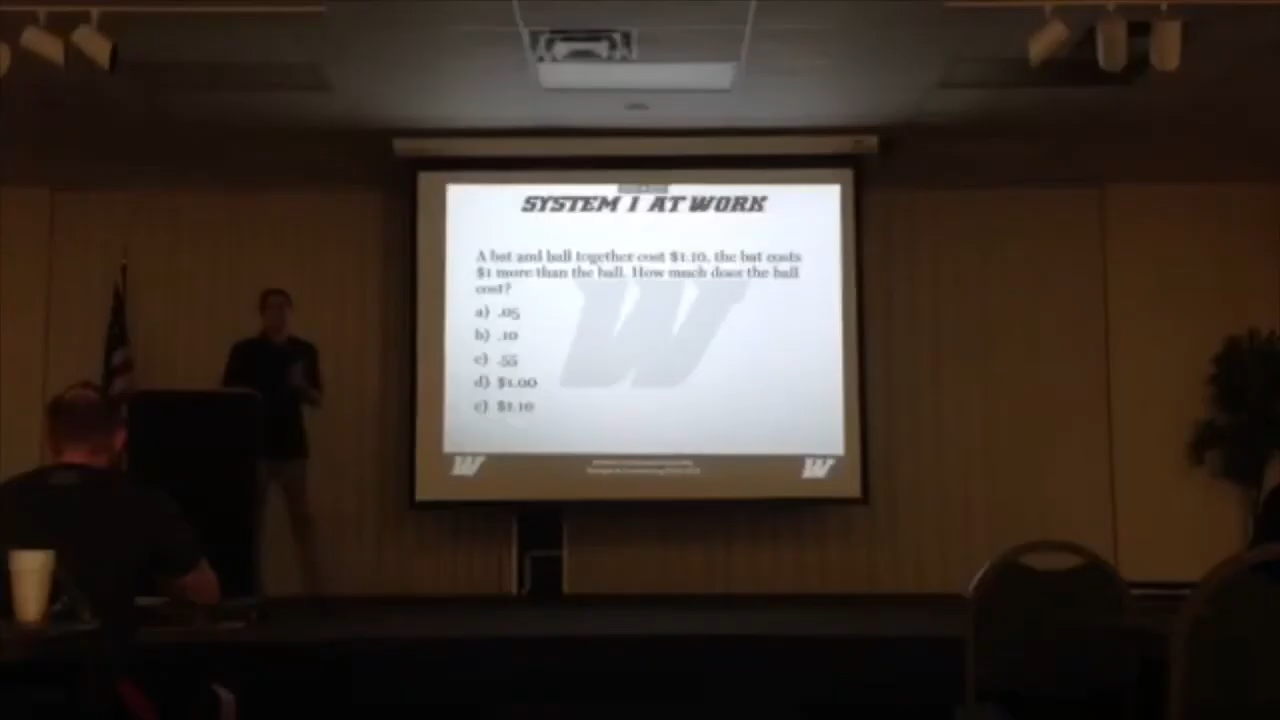 SYSTEM 1 AT WORK
A bat and ball together cost $1.10, the bat costs
$1 more than the ball. How much does the ball
cost?
a) .05
b) .10
c) .55
d) $1.00
e) $1.10
W
W
W